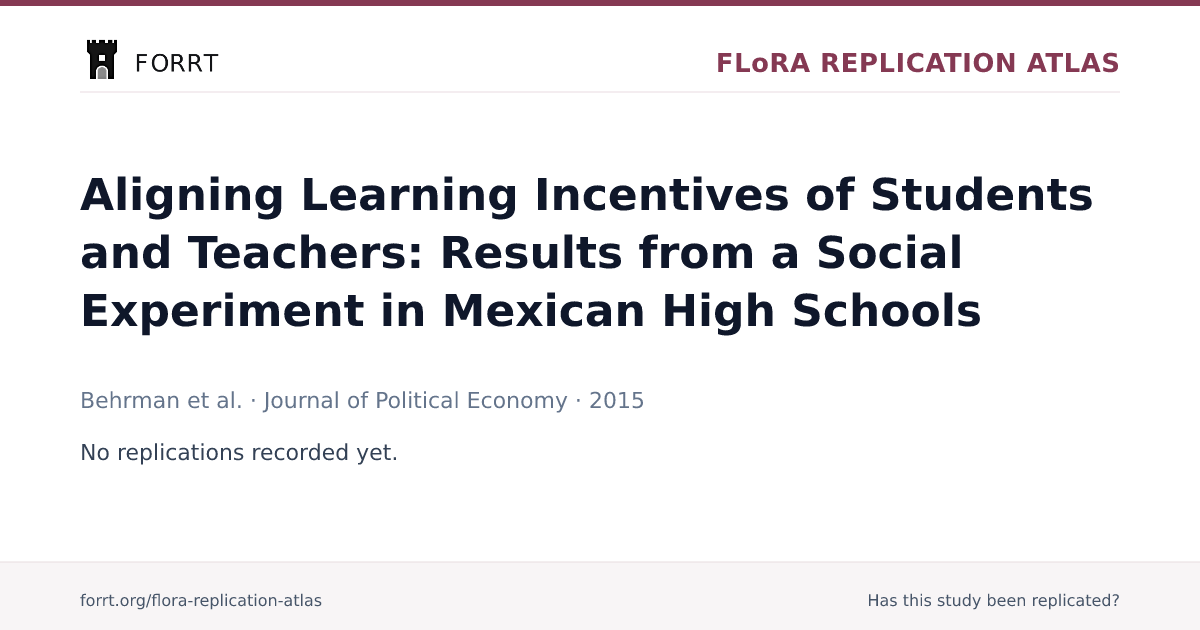 FORRT
FLoRA REPLICATION ATLAS
Aligning Learning Incentives of Students
and Teachers: Results from a Social
Experiment in Mexican High Schools
Behrman et al. · Journal of Political Economy · 2015
No replications recorded yet.
forrt.org/flora-replication-atlas
Has this study been replicated?